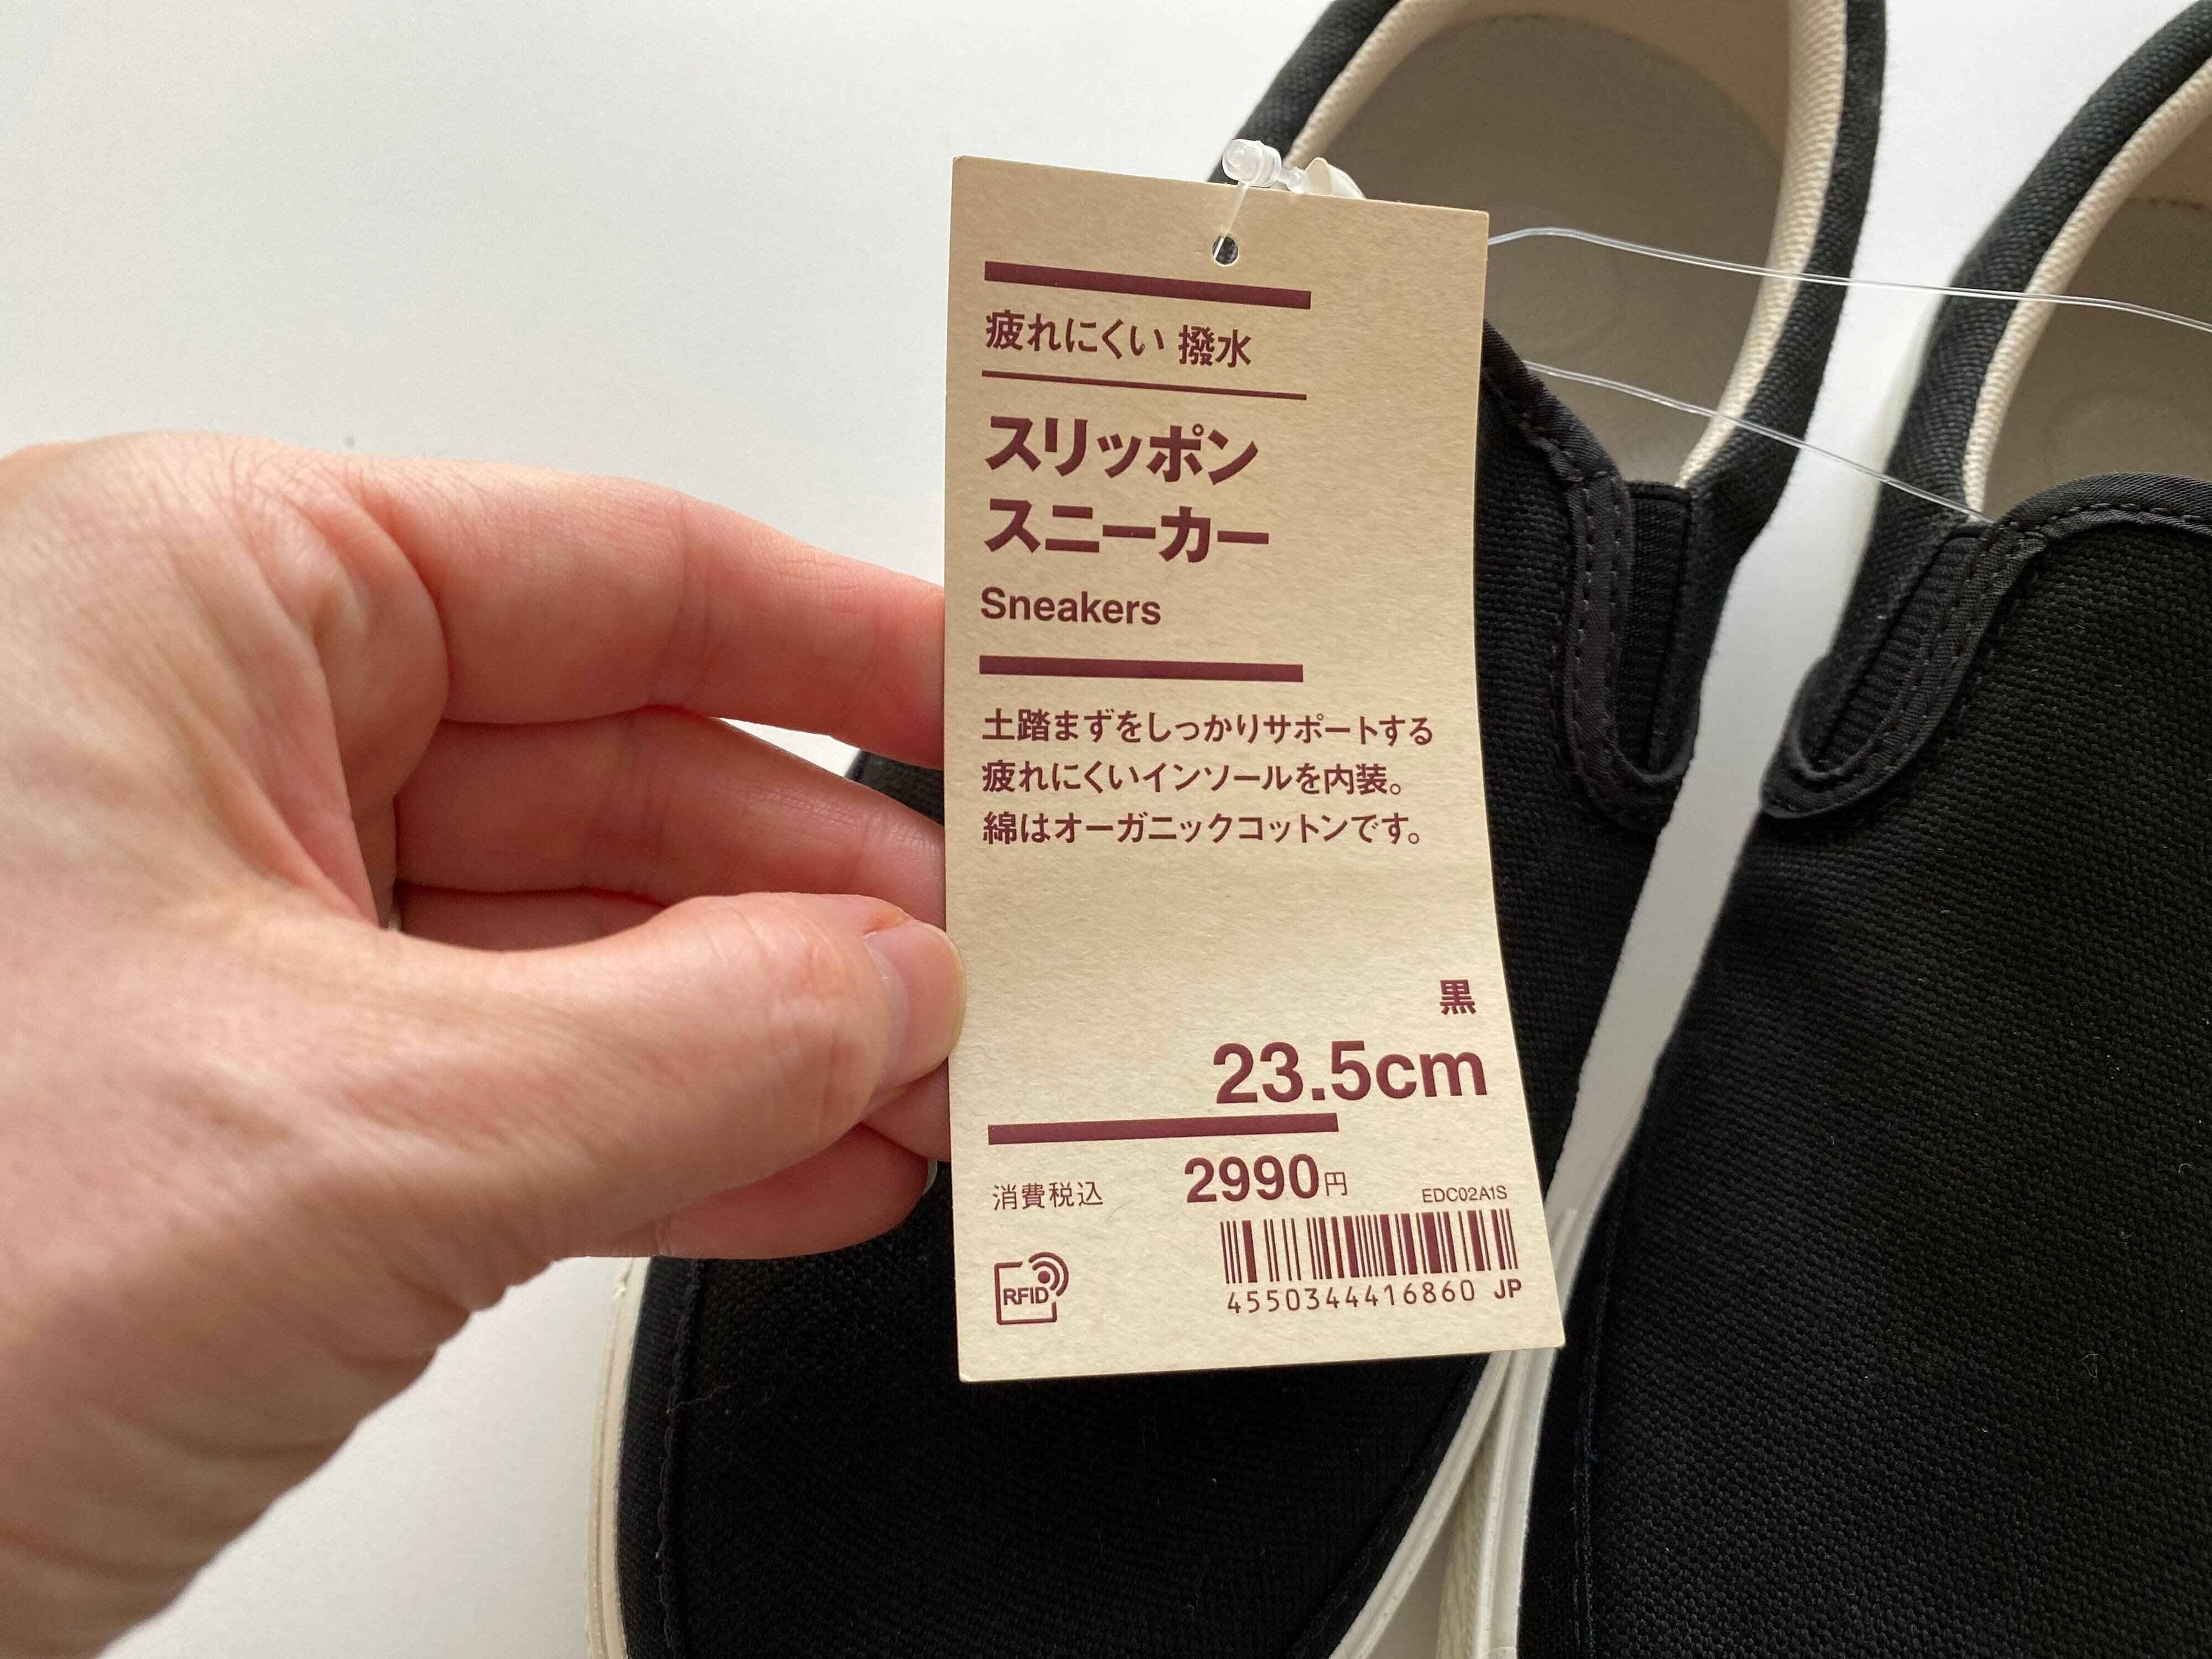 疲れにくい 撥水
スリッポン
スニーカー
Sneakers
土踏まずをしっかりサポートする
疲れにくいインソールを内装。
綿はオーガニックコットンです。
黒
23.5cm
消費税込 2990円
EDC02A1S
4550344416860 JP
RFID